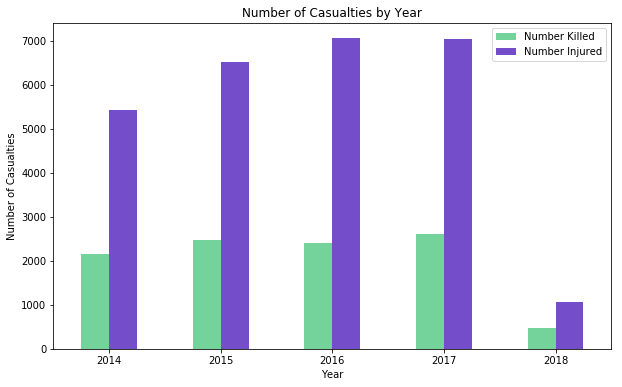 Number of Casualties by Year
Number Killed
Number Injured
Number of Casualties
7000
6000
5000
4000
3000
2000
1000
0
2014 2015 2016 2017 2018
Year